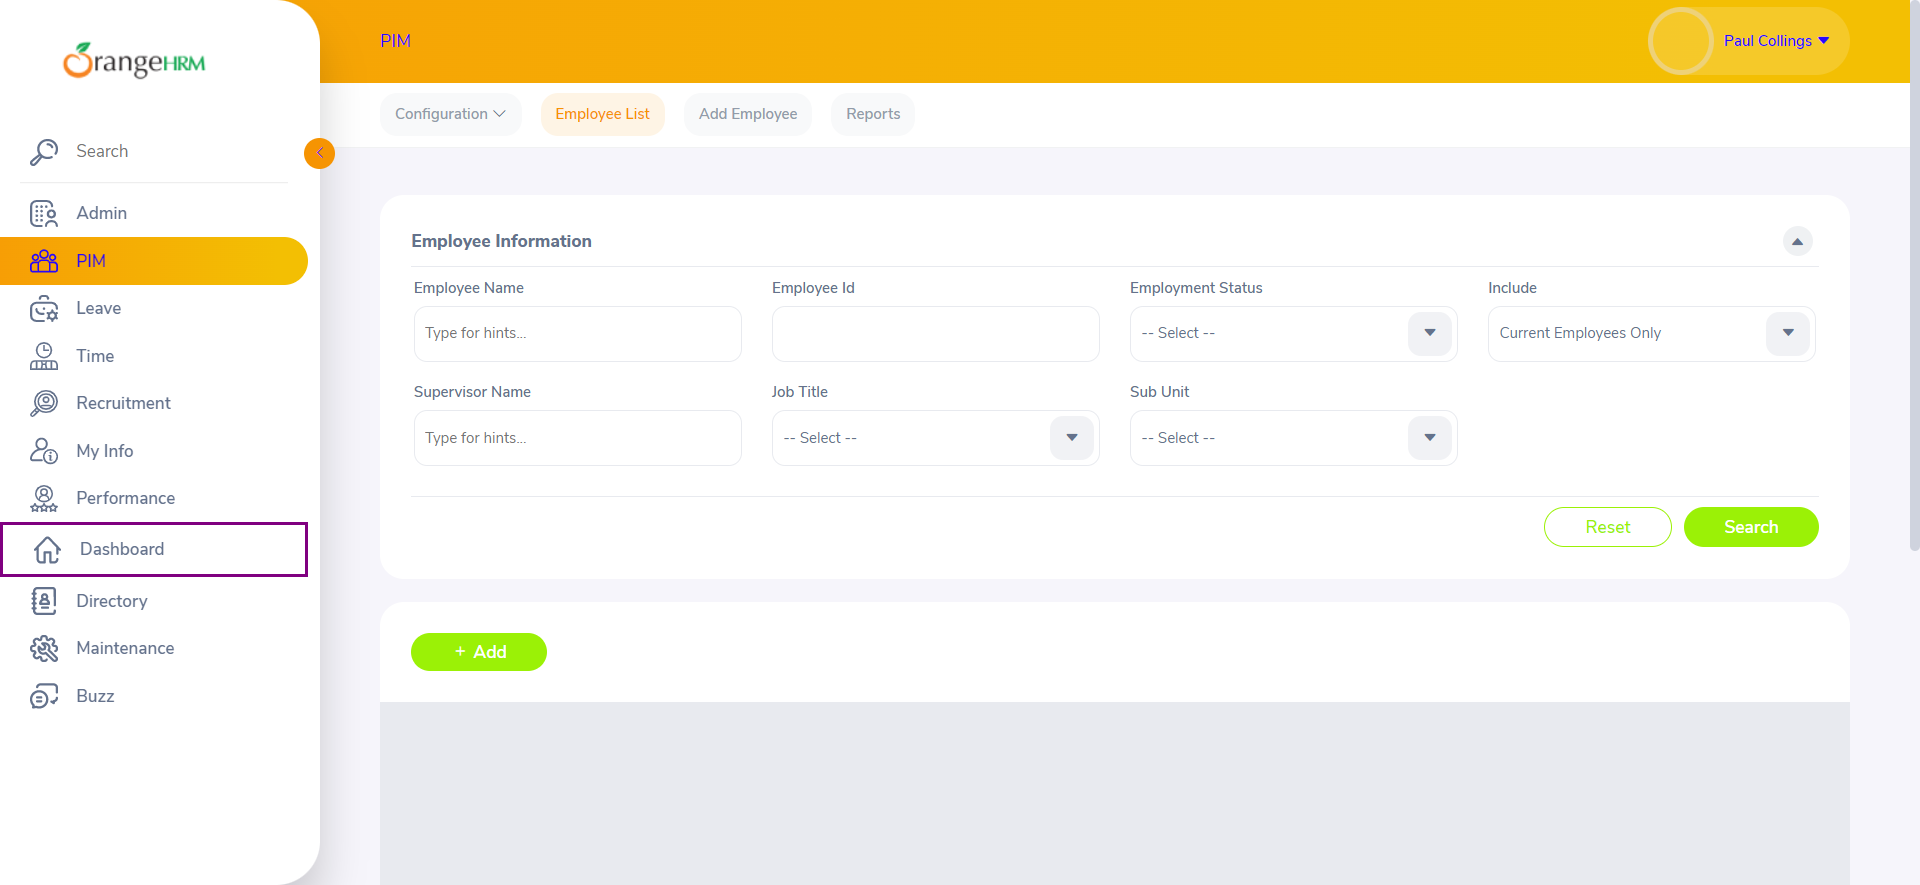 OrangeHRM
PIM
Paul Collings
Configuration
Employee List
Add Employee
Reports
Search
Admin
PIM
Leave
Time
Recruitment
My Info
Performance
Dashboard
Directory
Maintenance
Buzz
Employee Information
Employee Name
Employee Id
Employment Status
Include
Type for hints...
-- Select --
Current Employees Only
Supervisor Name
Job Title
Sub Unit
Type for hints...
-- Select --
-- Select --
Reset
Search
+ Add